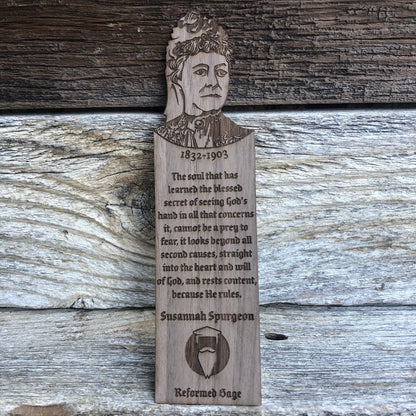 1832-1903
The soul that has
learned the blessed
secret of seeing God's
hand in all that concerns
it, cannot be a prey to
fear, it looks beyond all
second causes, straight
into the heart and will
of God, and rests content,
because He rules.
Susannah Spurgeon
Reformed Sage